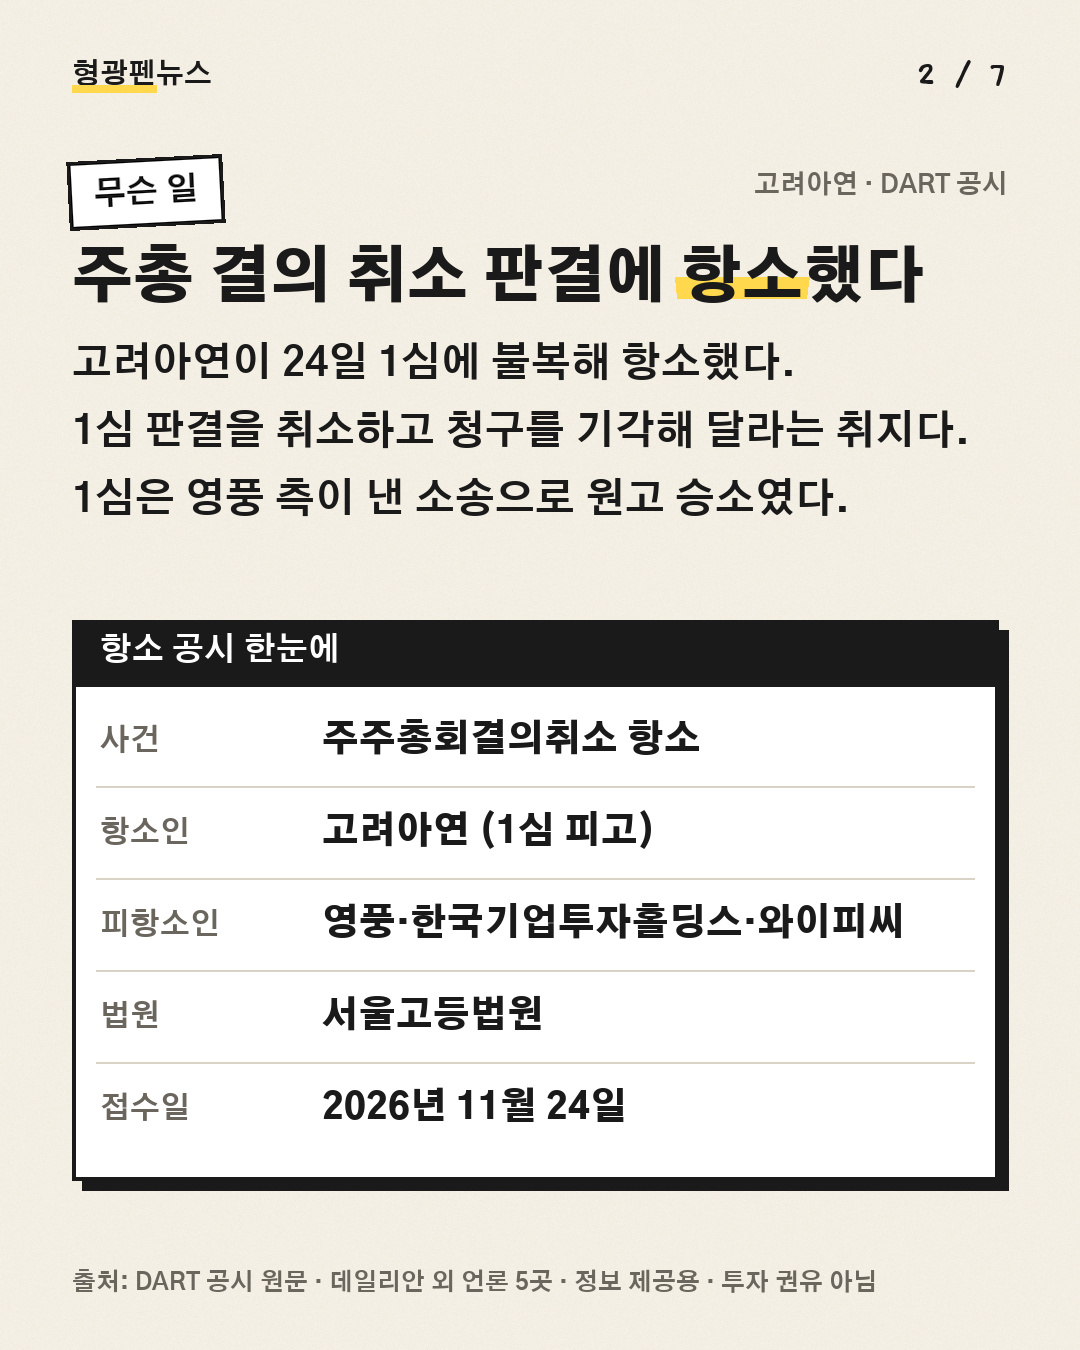 형광펜뉴스
2 / 7
무슨 일
고려아연 · DART 공시
주총 결의 취소 판결에 항소했다
고려아연이 24일 1심에 불복해 항소했다.
1심 판결을 취소하고 청구를 기각해 달라는 취지다.
1심은 영풍 측이 낸 소송으로 원고 승소였다.
항소 공시 한눈에
사건 주주총회결의취소 항소
항소인 고려아연 (1심 피고)
피항소인 영풍·한국기업투자홀딩스·와이피씨
법원 서울고등법원
접수일 2026년 11월 24일
출처: DART 공시 원문 · 데일리안 외 언론 5곳 · 정보 제공용 · 투자 권유 아님